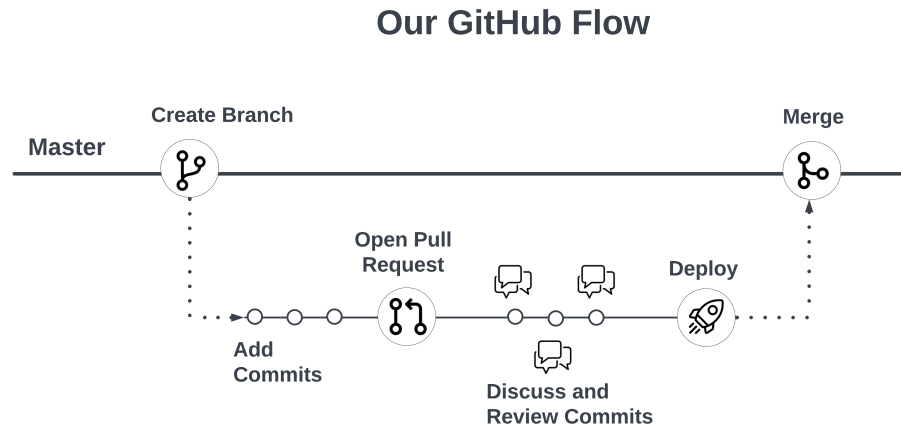 Our GitHub Flow
Create Branch
Merge
Master
Open Pull
Request
Deploy
Add
Commits
Discuss and
Review Commits